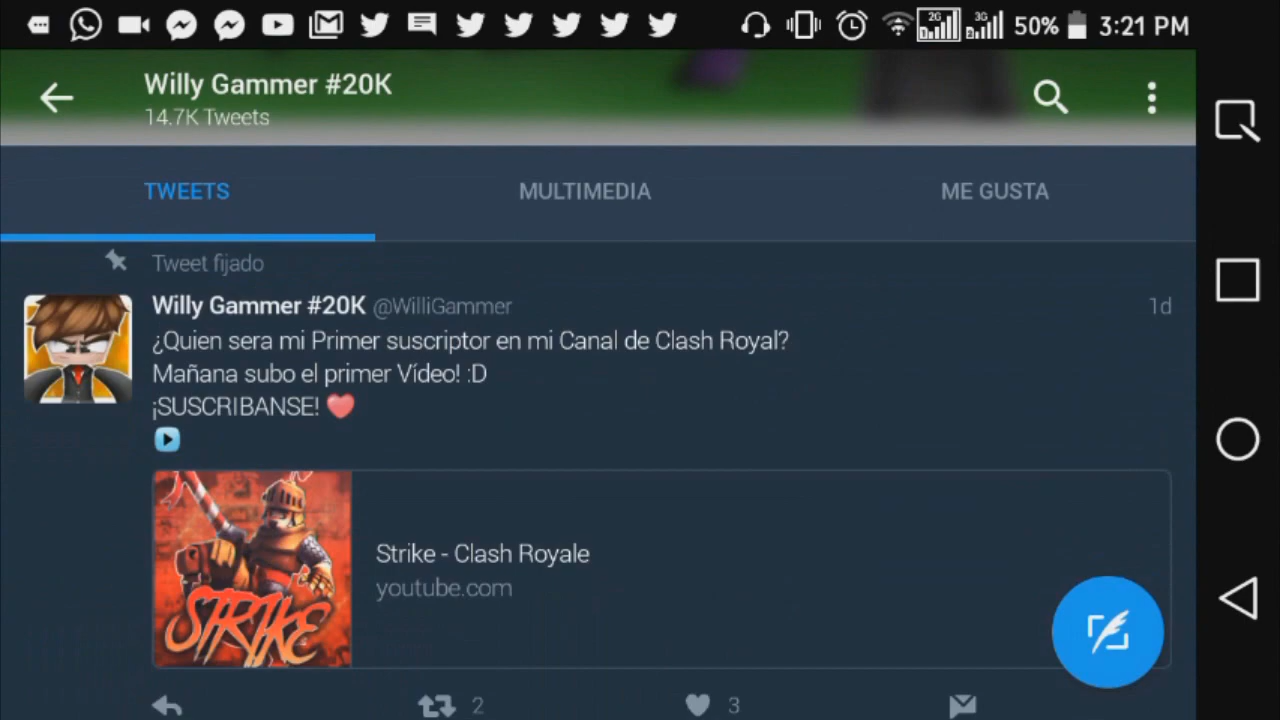 2G
3G
50%
3:21 PM
Willy Gammer #20K
14.7K Tweets
TWEETS
MULTIMEDIA
ME GUSTA
Tweet fijado
Willy Gammer #20K @WilliGammer
1d
¿Quien sera mi Primer suscriptor en mi Canal de Clash Royal?
Mañana subo el primer Vídeo! :D
¡SUSCRIBANSE! ❤
STRIKE
Strike - Clash Royale
youtube.com
2
3